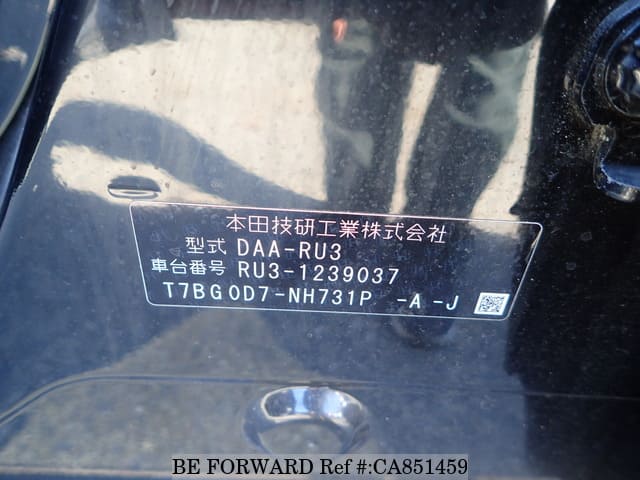 本田技研工業株式会社
型式 DAA-RU3
車台番号 RU3-1239037
T7BG0D7-NH731P -A -J
BE FORWARD Ref #:CA851459